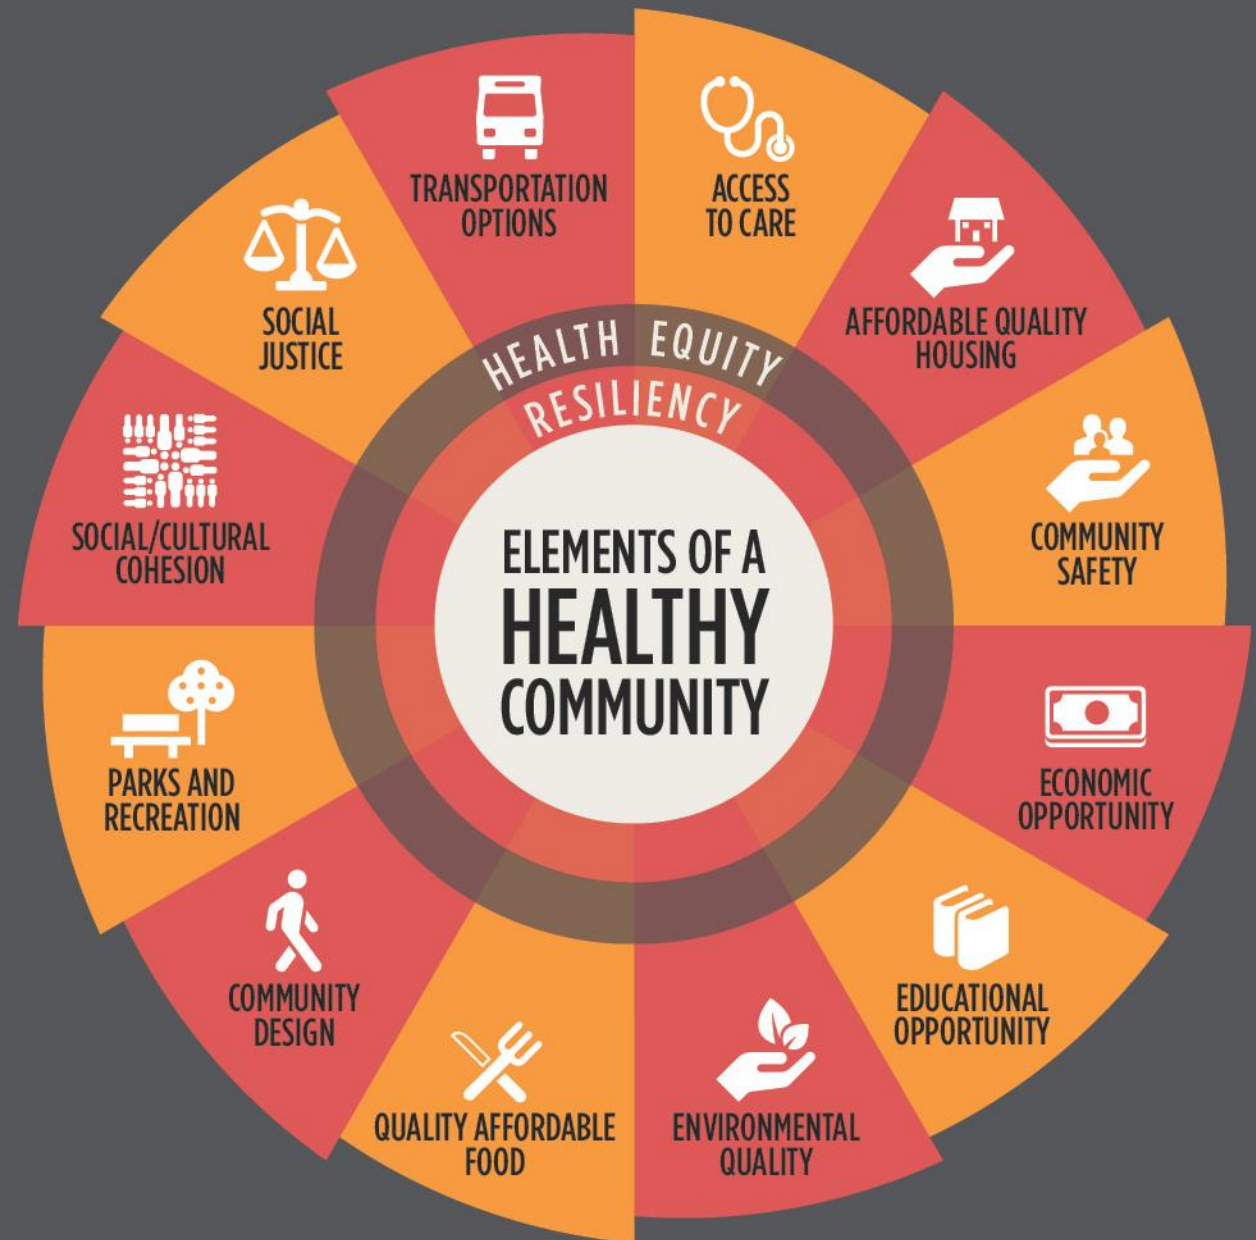 ELEMENTS OF A
HEALTHY
COMMUNITY
HEALTH EQUITY
RESILIENCY
ACCESS
TO CARE
AFFORDABLE QUALITY
HOUSING
COMMUNITY
SAFETY
ECONOMIC
OPPORTUNITY
EDUCATIONAL
OPPORTUNITY
ENVIRONMENTAL
QUALITY
QUALITY AFFORDABLE
FOOD
COMMUNITY
DESIGN
PARKS AND
RECREATION
SOCIAL/CULTURAL
COHESION
SOCIAL
JUSTICE
TRANSPORTATION
OPTIONS